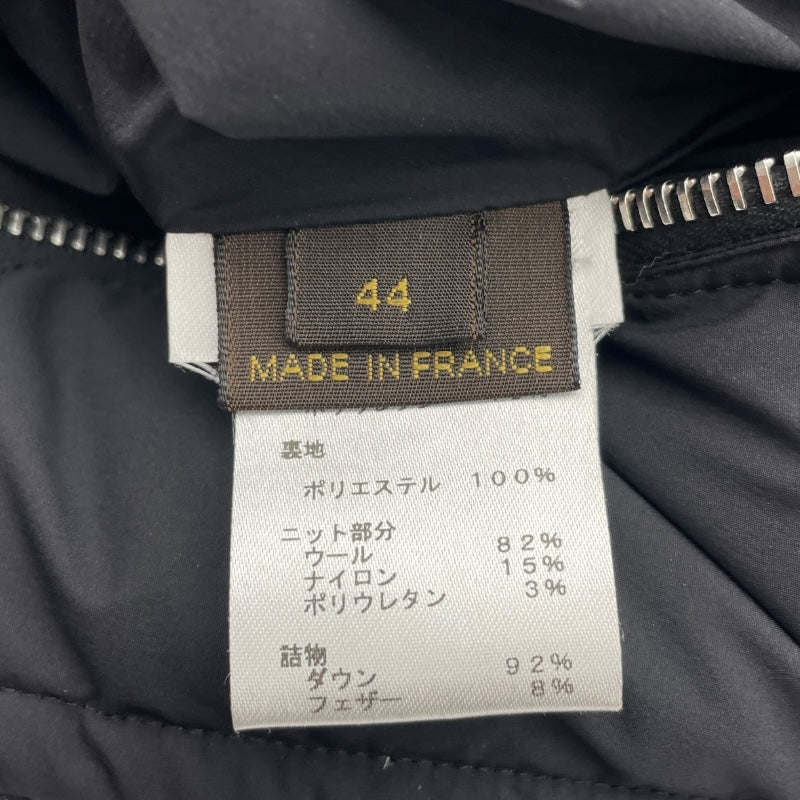 44
MADE IN FRANCE
裏地
ポリエステル 100%
ニット部分
ウール 82%
ナイロン 15%
ポリウレタン 3%
詰物
ダウン 92%
フェザー 8%